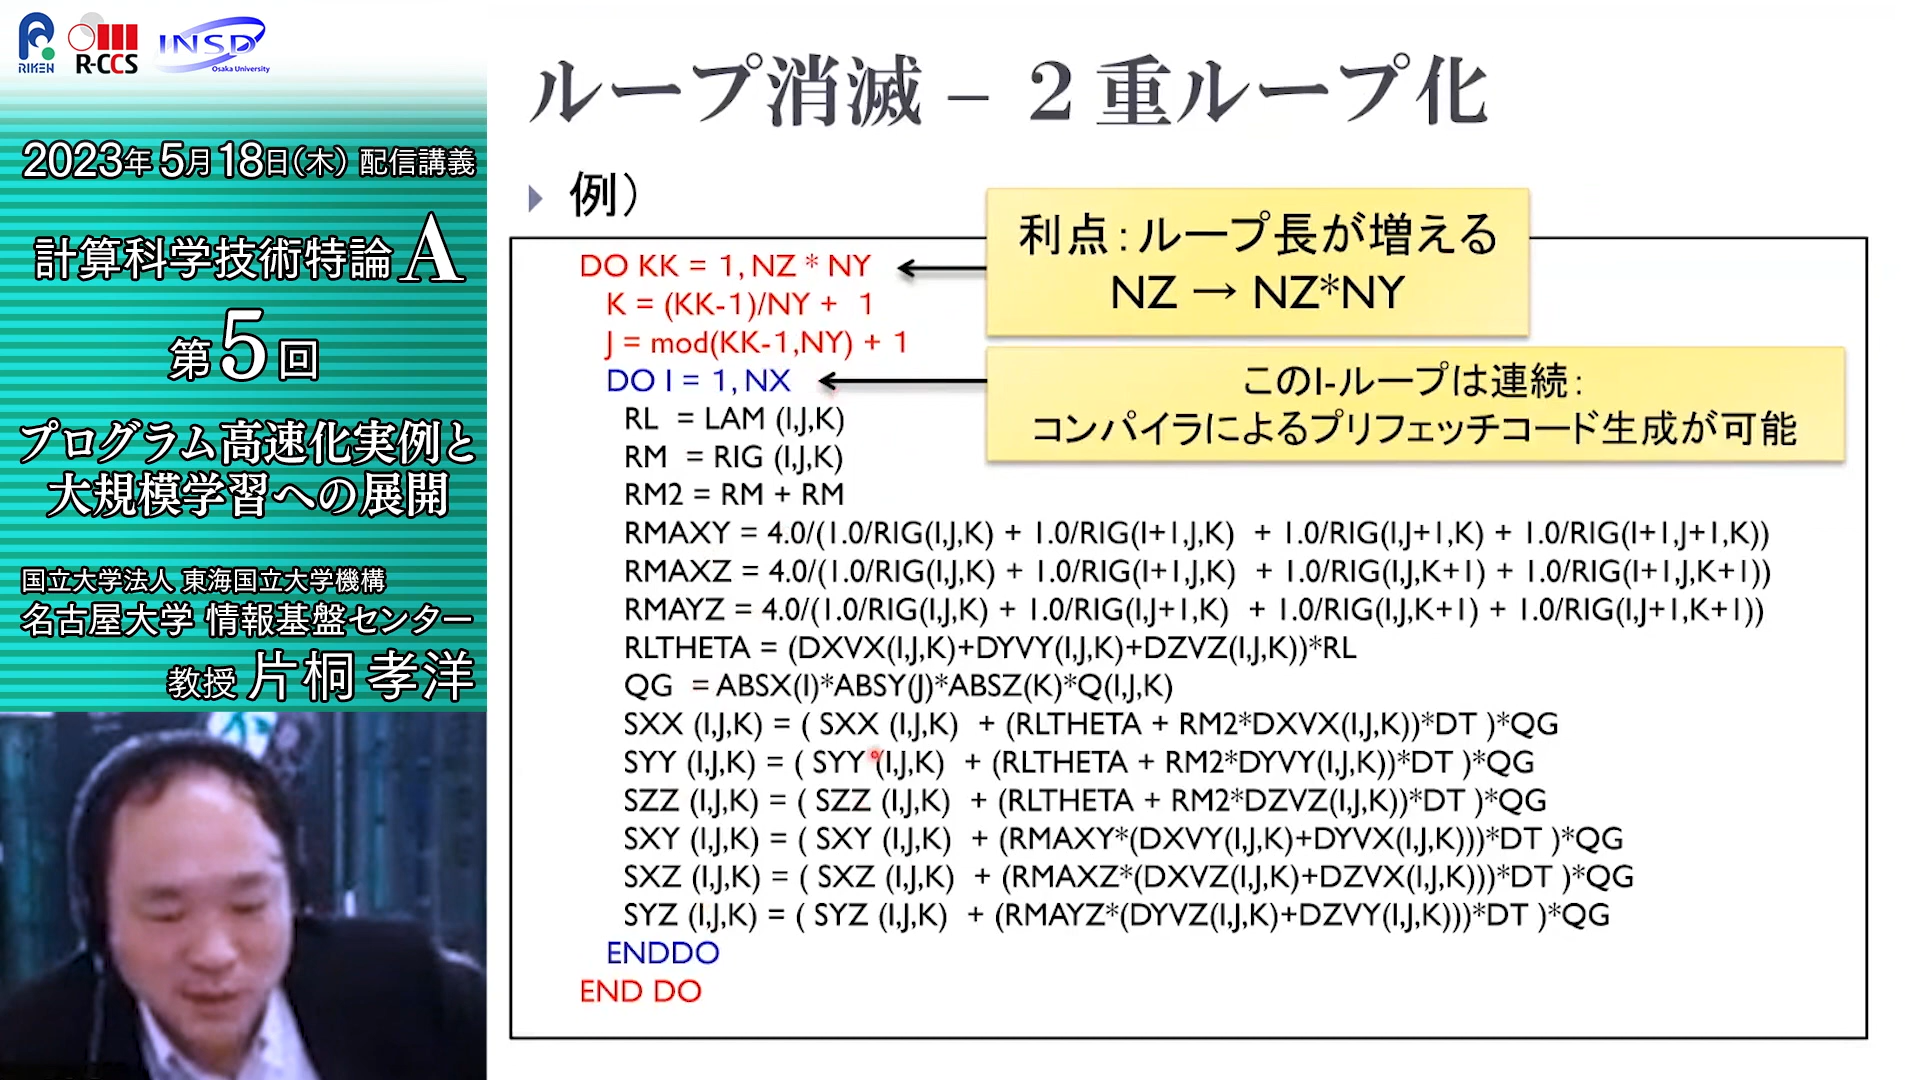 RIKEN
R-CCS
INSD
Osaka University
2023年5月18日(木) 配信講義
計算科学技術特論 A
第5回
プログラム高速化実例と
大規模学習への展開
国立大学法人 東海国立大学機構
名古屋大学 情報基盤センター
教授 片桐 孝洋
ループ消滅 – 2重ループ化
例)
利点：ループ長が増える
NZ → NZ*NY
このI-ループは連続：
コンパイラによるプリフェッチコード生成が可能
DO KK = 1, NZ * NY
K = (KK-1)/NY + 1
J = mod(KK-1,NY) + 1
DO I = 1, NX
RL = LAM (I,J,K)
RM = RIG (I,J,K)
RM2 = RM + RM
RMAXY = 4.0/(1.0/RIG(I,J,K) + 1.0/RIG(I+1,J,K) + 1.0/RIG(I,J+1,K) + 1.0/RIG(I+1,J+1,K))
RMAXZ = 4.0/(1.0/RIG(I,J,K) + 1.0/RIG(I+1,J,K) + 1.0/RIG(I,J,K+1) + 1.0/RIG(I+1,J,K+1))
RMAYZ = 4.0/(1.0/RIG(I,J,K) + 1.0/RIG(I,J+1,K) + 1.0/RIG(I,J,K+1) + 1.0/RIG(I,J+1,K+1))
RLTHETA = (DXVX(I,J,K)+DYVY(I,J,K)+DZVZ(I,J,K))*RL
QG = ABSX(I)*ABSY(J)*ABSZ(K)*Q(I,J,K)
SXX (I,J,K) = ( SXX (I,J,K) + (RLTHETA + RM2*DXVX(I,J,K))*DT )*QG
SYY (I,J,K) = ( SYY (I,J,K) + (RLTHETA + RM2*DYVY(I,J,K))*DT )*QG
SZZ (I,J,K) = ( SZZ (I,J,K) + (RLTHETA + RM2*DZVZ(I,J,K))*DT )*QG
SXY (I,J,K) = ( SXY (I,J,K) + (RMAXY*(DXVY(I,J,K)+DYVX(I,J,K)))*DT )*QG
SXZ (I,J,K) = ( SXZ (I,J,K) + (RMAXZ*(DXVZ(I,J,K)+DZVX(I,J,K)))*DT )*QG
SYZ (I,J,K) = ( SYZ (I,J,K) + (RMAYZ*(DYVZ(I,J,K)+DZVY(I,J,K)))*DT )*QG
ENDDO
END DO